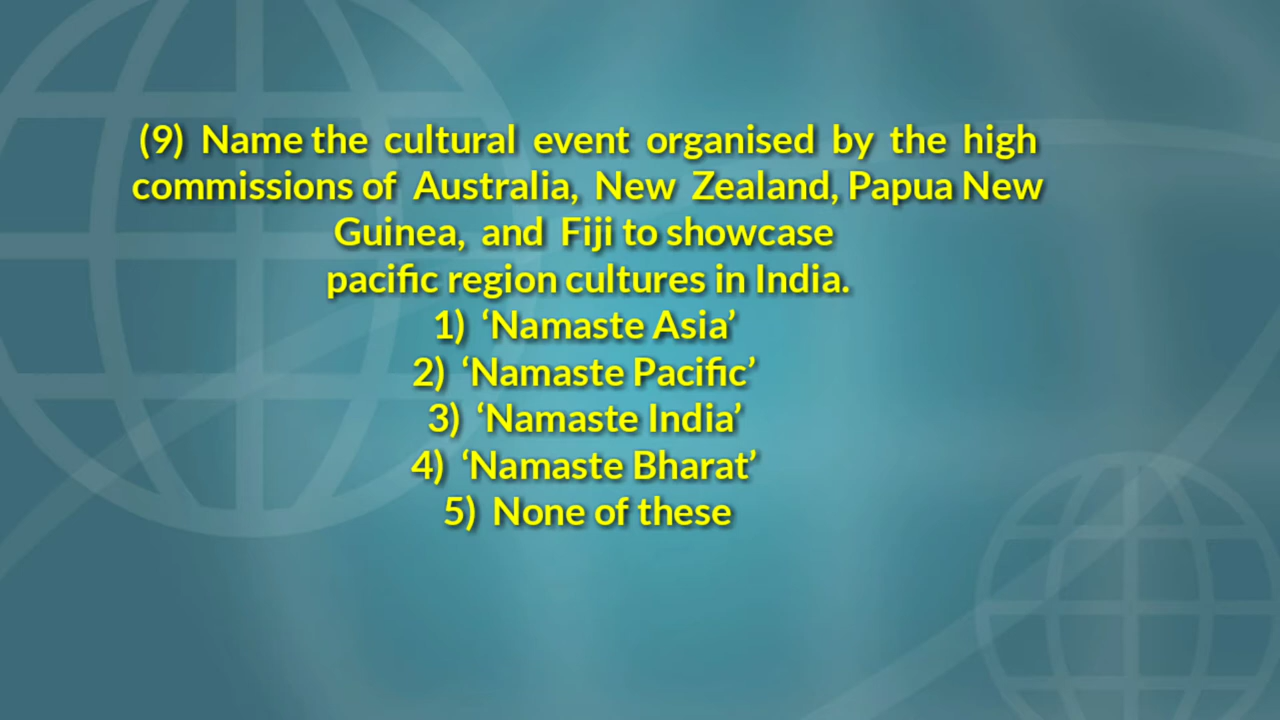 (9) Name the cultural event organised by the high
commissions of Australia, New Zealand, Papua New
Guinea, and Fiji to showcase
pacific region cultures in India.
1) ‘Namaste Asia’
2) ‘Namaste Pacific’
3) ‘Namaste India’
4) ‘Namaste Bharat’
5) None of these